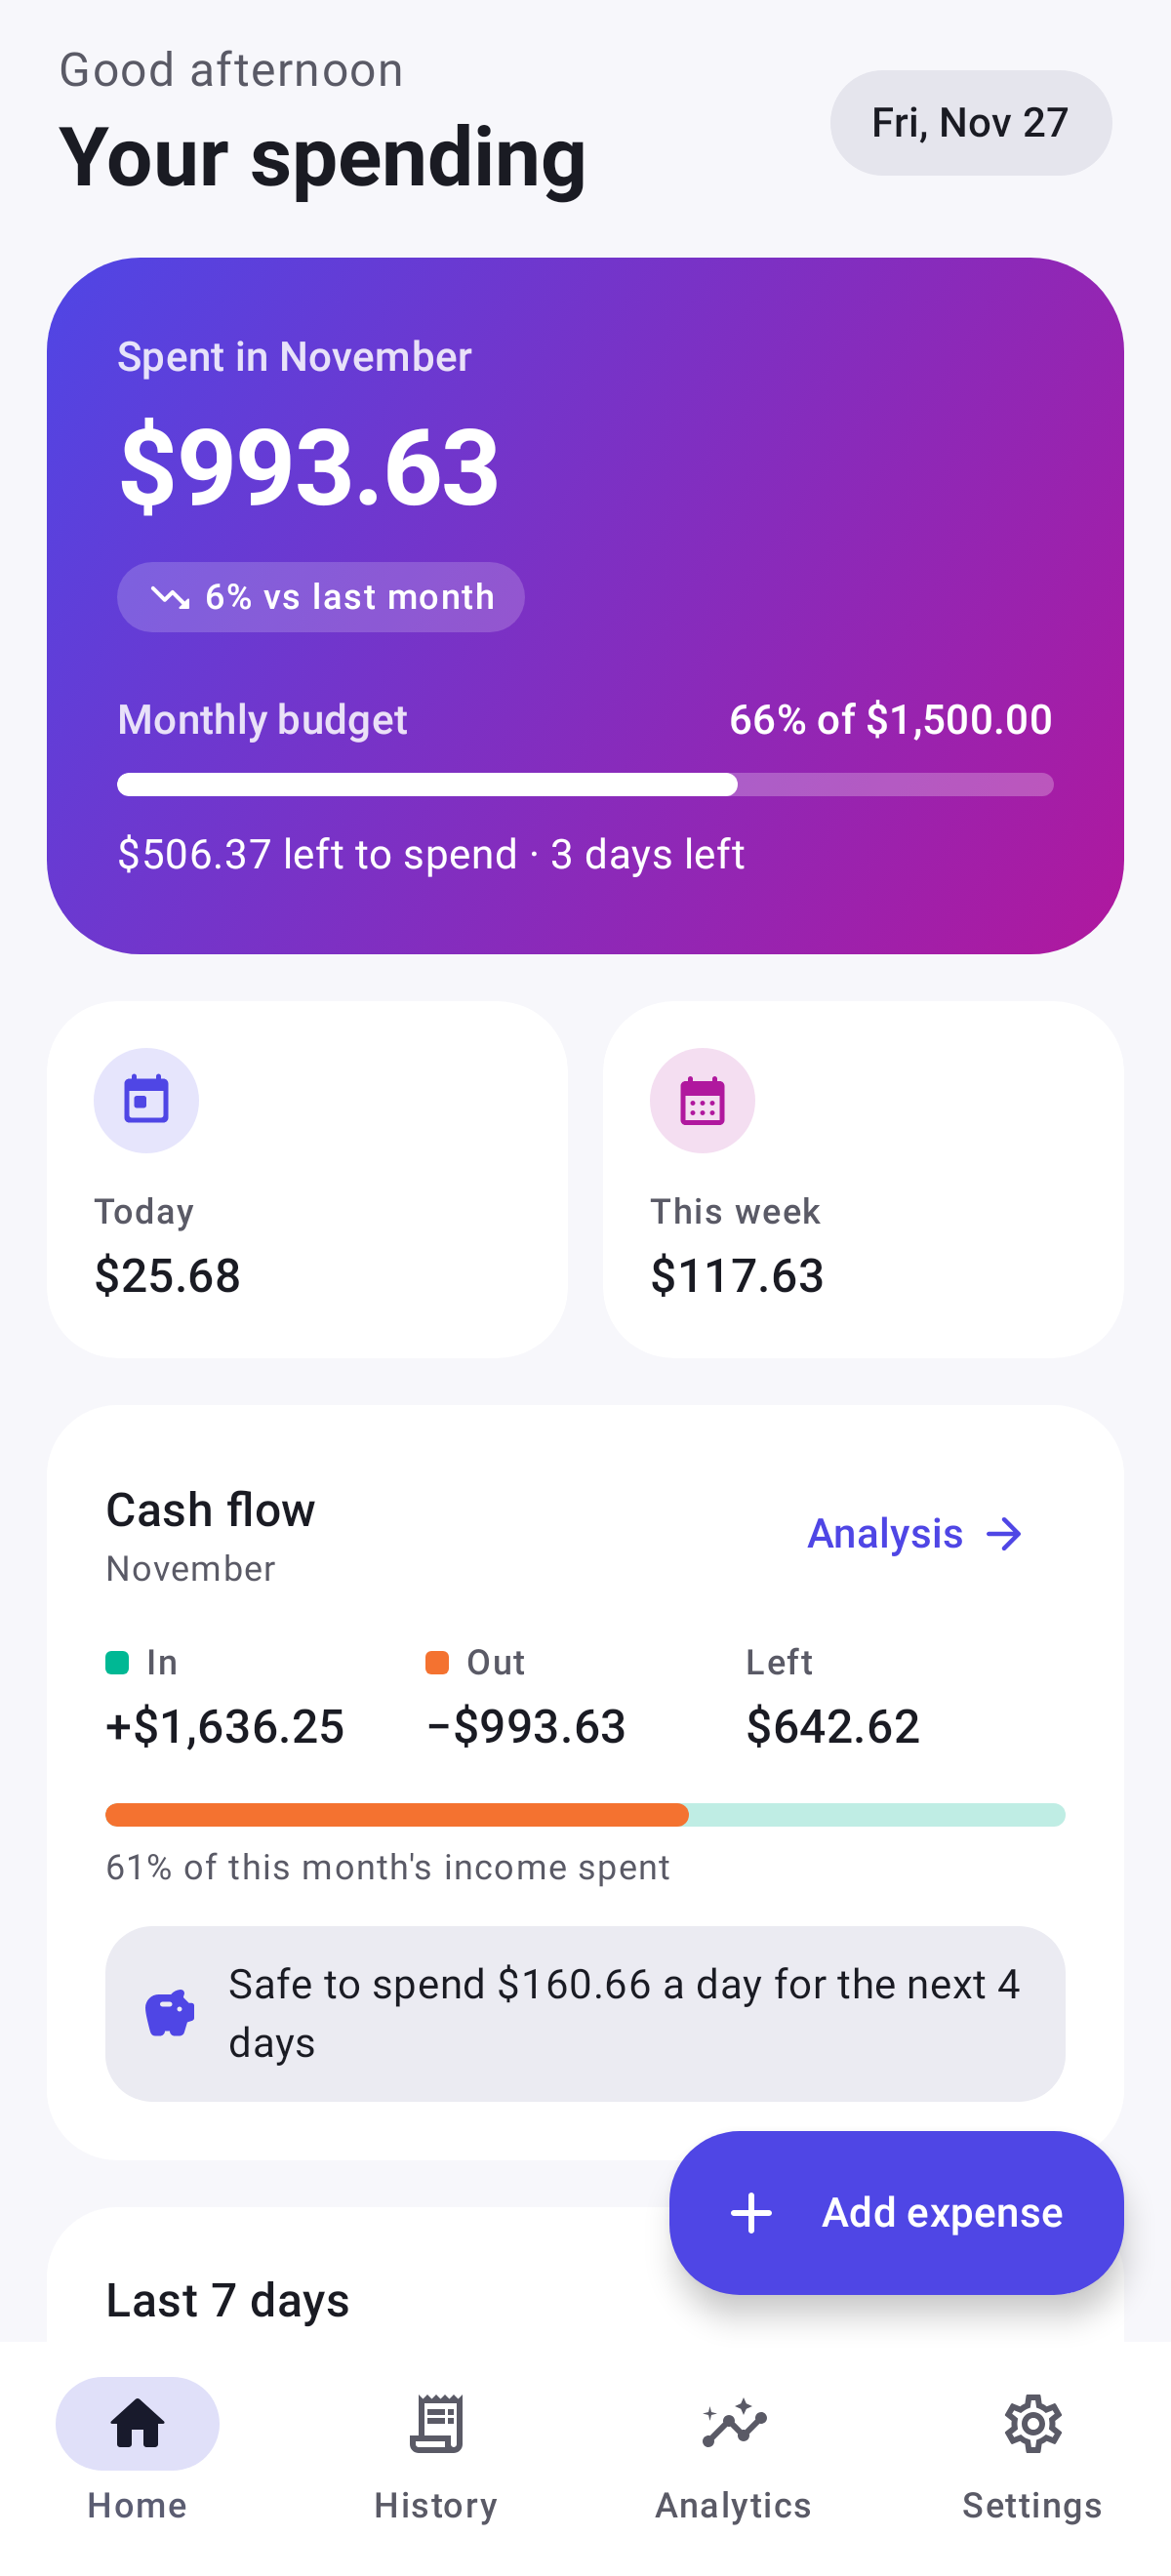 Good afternoon
Your spending
Fri, Nov 27
Spent in November
$993.63
6% vs last month
Monthly budget
66% of $1,500.00
$506.37 left to spend · 3 days left
Today
$25.68
This week
$117.63
Cash flow
November
Analysis
In
Out
Left
+$1,636.25
−$993.63
$642.62
61% of this month's income spent
Safe to spend $160.66 a day for the next 4
days
Add expense
Last 7 days
Home
History
Analytics
Settings